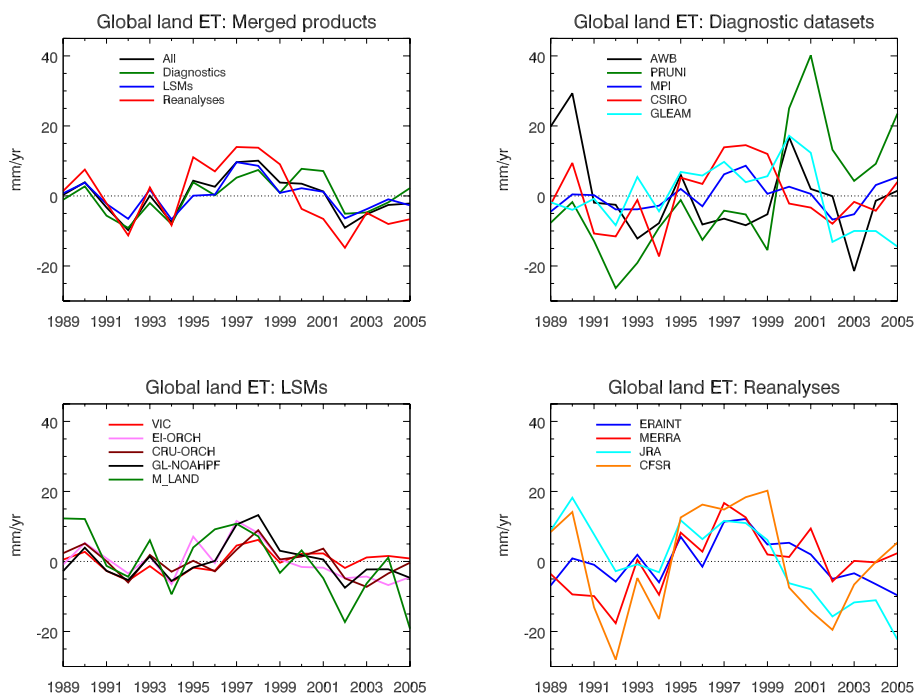 Global land ET: Merged products
mm/yr
40
20
0
-20
All
Diagnostics
LSMs
Reanalyses
1989 1991 1993 1995 1997 1999 2001 2003 2005
Global land ET: Diagnostic datasets
mm/yr
40
20
0
-20
AWB
PRUNI
MPI
CSIRO
GLEAM
1989 1991 1993 1995 1997 1999 2001 2003 2005
Global land ET: LSMs
mm/yr
40
20
0
-20
VIC
EI-ORCH
CRU-ORCH
GL-NOAHPF
M_LAND
1989 1991 1993 1995 1997 1999 2001 2003 2005
Global land ET: Reanalyses
mm/yr
40
20
0
-20
ERAINT
MERRA
JRA
CFSR
1989 1991 1993 1995 1997 1999 2001 2003 2005